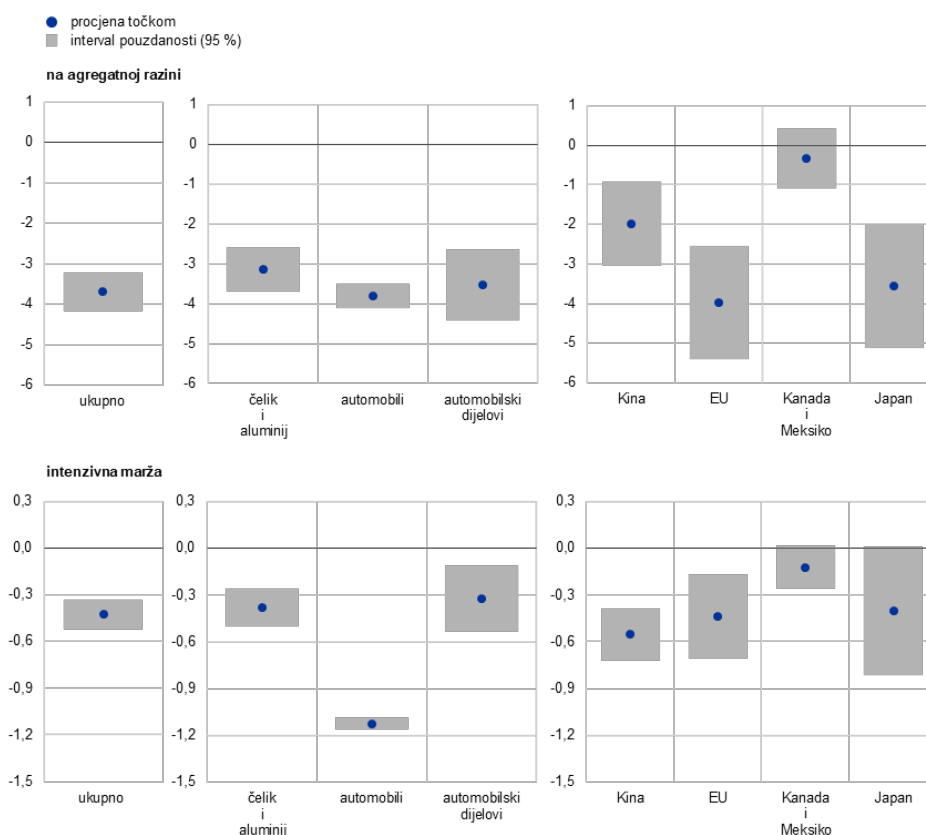 procjena točkom
interval pouzdanosti (95 %)
na agregatnoj razini
1
0
-1
-2
-3
-4
-5
-6
ukupno
1
0
-1
-2
-3
-4
-5
-6
čelik
i
aluminij
automobili
automobilski
dijelovi
1
0
-1
-2
-3
-4
-5
-6
Kina
EU
Kanada
i
Meksiko
Japan
intenzivna marža
0,3
0,0
-0,3
-0,6
-0,9
-1,2
-1,5
ukupno
0,3
0,0
-0,3
-0,6
-0,9
-1,2
-1,5
čelik
i
aluminij
automobili
automobilski
dijelovi
0,3
0,0
-0,3
-0,6
-0,9
-1,2
-1,5
Kina
EU
Kanada
i
Meksiko
Japan